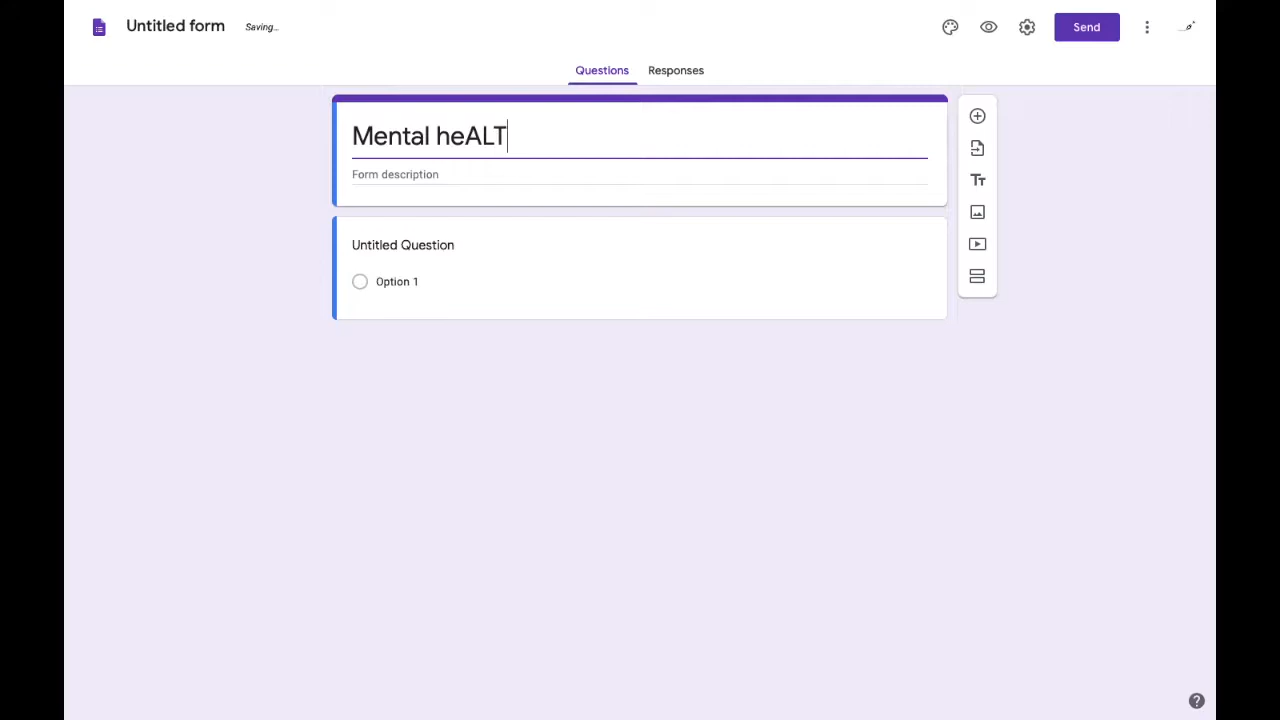 Untitled form
Saving...
Send
Questions
Responses
Mental heALT
Form description
Untitled Question
Option 1